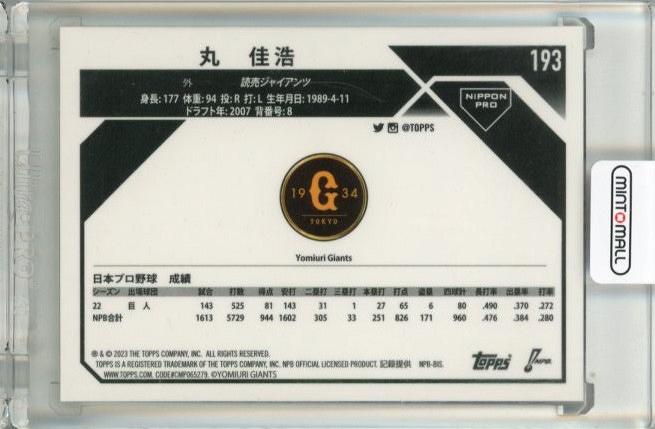 丸 佳浩
193
外 読売ジャイアンツ
身長: 177 体重: 94 投: R 打: L 生年月日: 1989-4-11
ドラフト年: 2007 背番号: 8
NIPPON
PRO
@TOPPS
19 G 34
TOKYO
Yomiuri Giants
日本プロ野球 成績
シーズン 出場球団 試合 打数 得点 安打 二塁打 三塁打 本塁打 打点 盗塁 四球計 長打率 出塁率 打率
22 巨人 143 525 81 143 31 1 27 65 6 80 .490 .370 .272
NPB合計 1613 5729 944 1602 305 33 251 826 171 960 .476 .384 .280
® & © 2023 THE TOPPS COMPANY, INC. ALL RIGHTS RESERVED.
TOPPS IS A REGISTERED TRADEMARK OF THE TOPPS COMPANY, INC. NPB OFFICIAL LICENSED PRODUCT. 記録提供 NPB-BIS.
WWW.TOPPS.COM. CODE#CMP065279. ©YOMIURI GIANTS
Topps
NPB
MINTOMALL